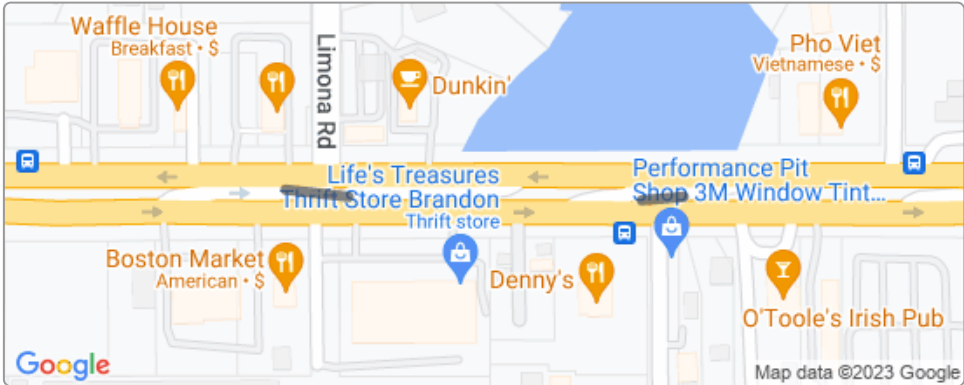 Waffle House
Breakfast • $
Limona Rd
Dunkin'
Pho Viet
Vietnamese • $
Life's Treasures
Thrift Store Brandon
Thrift store
Performance Pit
Shop 3M Window Tint...
Boston Market
American • $
Denny's
O'Toole's Irish Pub
Google
Map data ©2023 Google